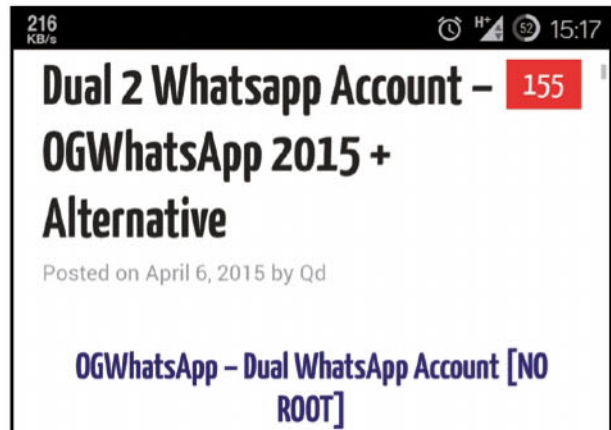 216
KB/s
H+
52
15:17
Dual 2 Whatsapp Account –
155
OGWhatsApp 2015 +
Alternative
Posted on April 6, 2015 by Qd
OGWhatsApp – Dual WhatsApp Account [NO
ROOT]